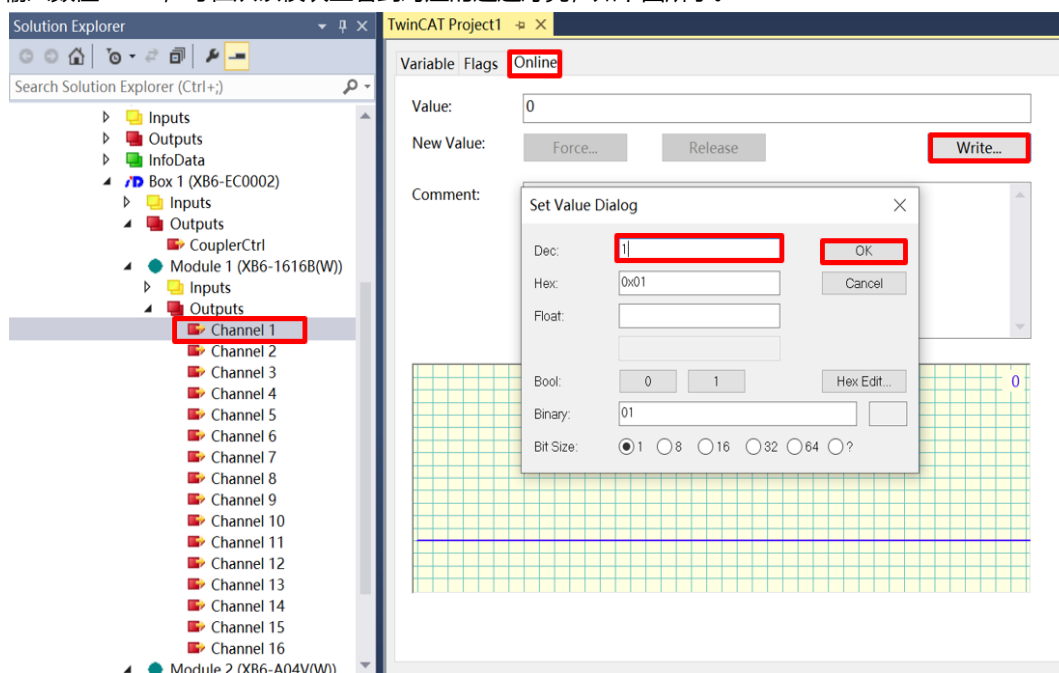 Solution Explorer
Search Solution Explorer (Ctrl+;)
Inputs
Outputs
InfoData
Box 1 (XB6-EC0002)
Inputs
Outputs
CouplerCtrl
Module 1 (XB6-1616B(W))
Inputs
Outputs
Channel 1
Channel 2
Channel 3
Channel 4
Channel 5
Channel 6
Channel 7
Channel 8
Channel 9
Channel 10
Channel 11
Channel 12
Channel 13
Channel 14
Channel 15
Channel 16
Module 2 (XB6-A04V(W))
TwinCAT Project1
Variable Flags Online
Value: 0
New Value: Force... Release Write...
Comment:
Set Value Dialog
Dec: 1 OK
Hex: 0x01 Cancel
Float:
Bool: 0 1 Hex Edit...
Binary: 01
Bit Size: 1 8 16 32 64 ?
0